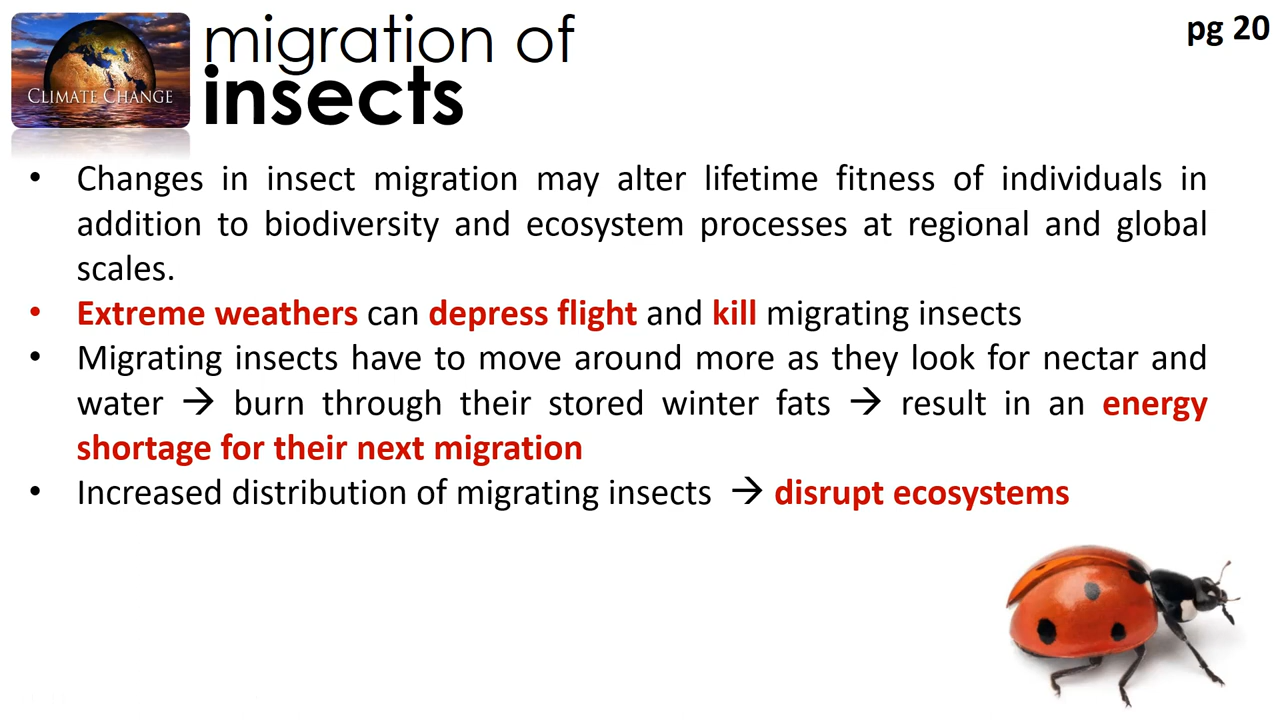 CLIMATE CHANGE
migration of
insects
pg 20
• Changes in insect migration may alter lifetime fitness of individuals in
addition to biodiversity and ecosystem processes at regional and global
scales.
• Extreme weathers can depress flight and kill migrating insects
• Migrating insects have to move around more as they look for nectar and
water → burn through their stored winter fats → result in an energy
shortage for their next migration
• Increased distribution of migrating insects → disrupt ecosystems